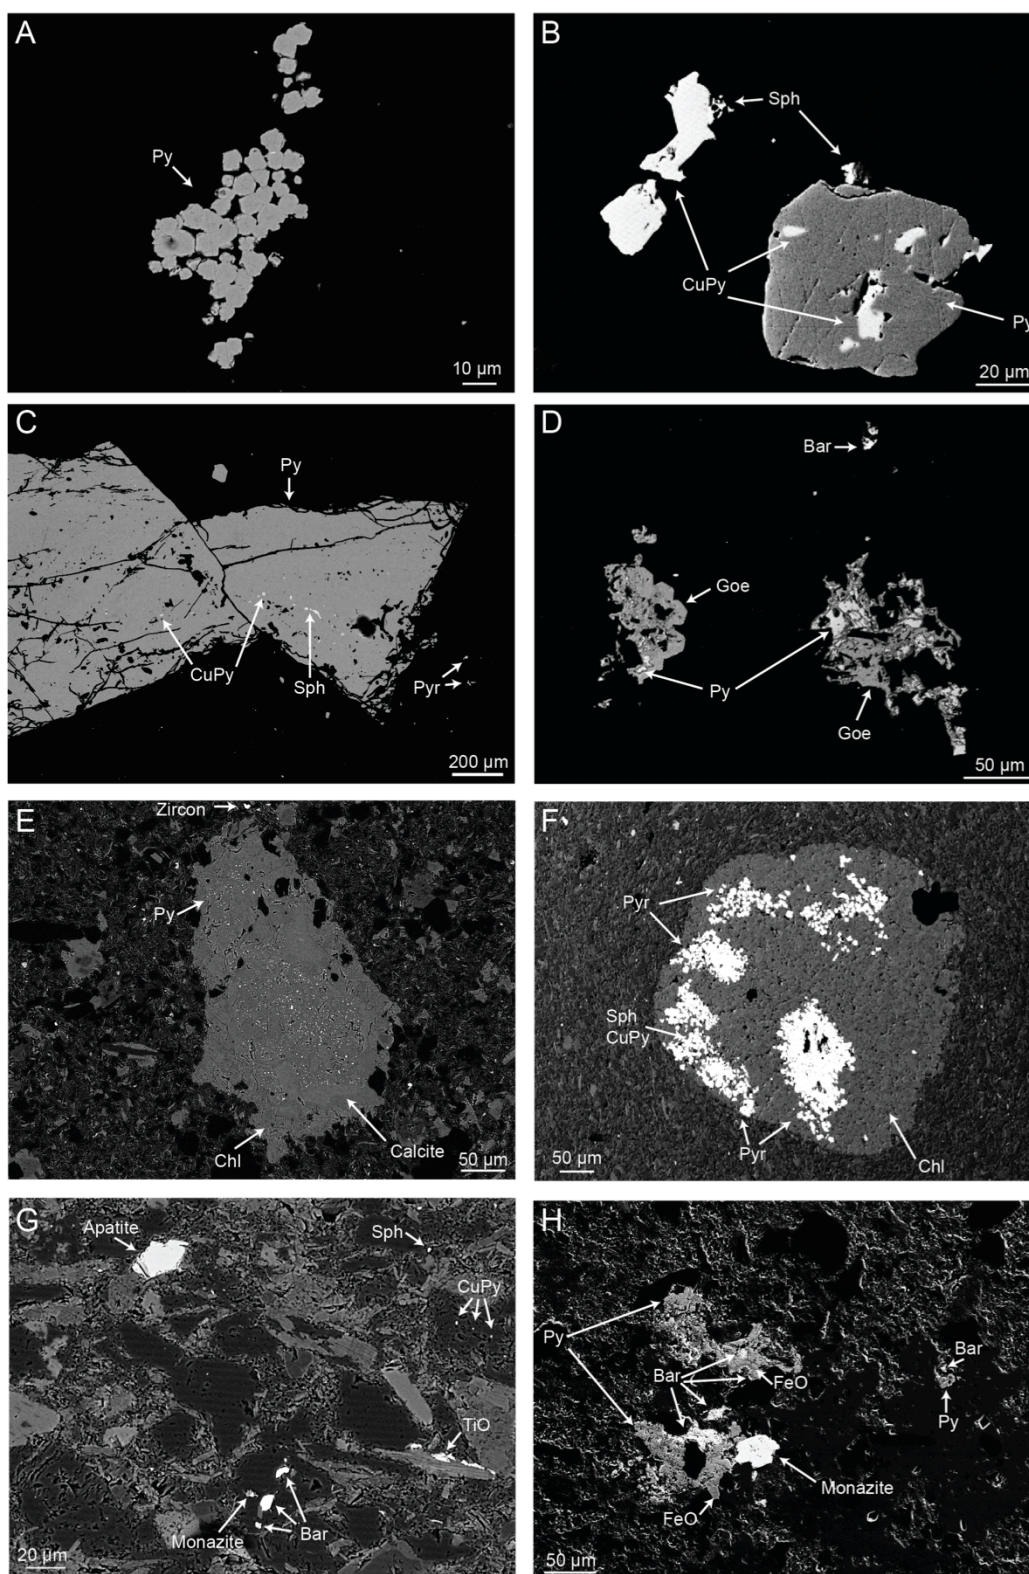 A
Py
10 µm
B
Sph
CuPy
Py
20 µm
C
Py
CuPy
Sph
Pyr
200 µm
D
Bar
Goe
Py
Goe
50 µm
E
Zircon
Py
Chl
Calcite
50 µm
F
Pyr
Sph
CuPy
Pyr
Chl
50 µm
G
Apatite
Sph
CuPy
TiO
Monazite
Bar
20 µm
H
Py
Bar
FeO
Bar
Py
Monazite
FeO
50 µm